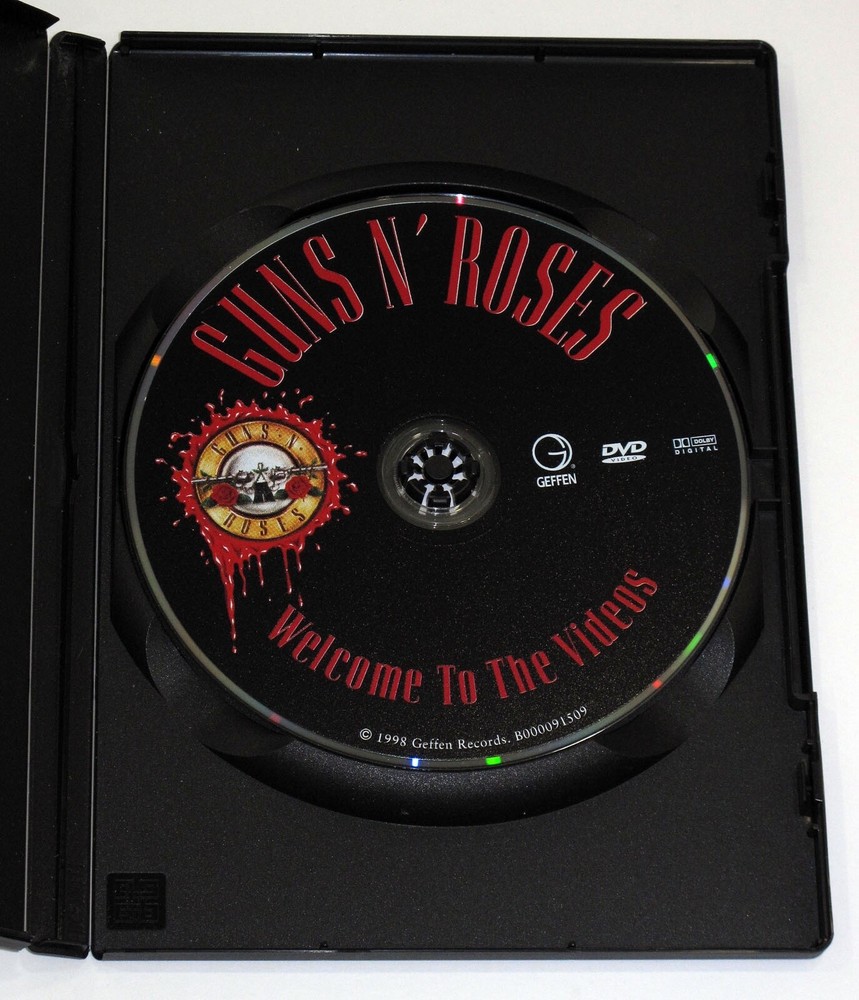 GUNS N' ROSES
GUNS N'
ROSES
GEFFEN
DVD
VIDEO
DOLBY
DIGITAL
Welcome To The Videos
© 1998 Geffen Records. B000091509